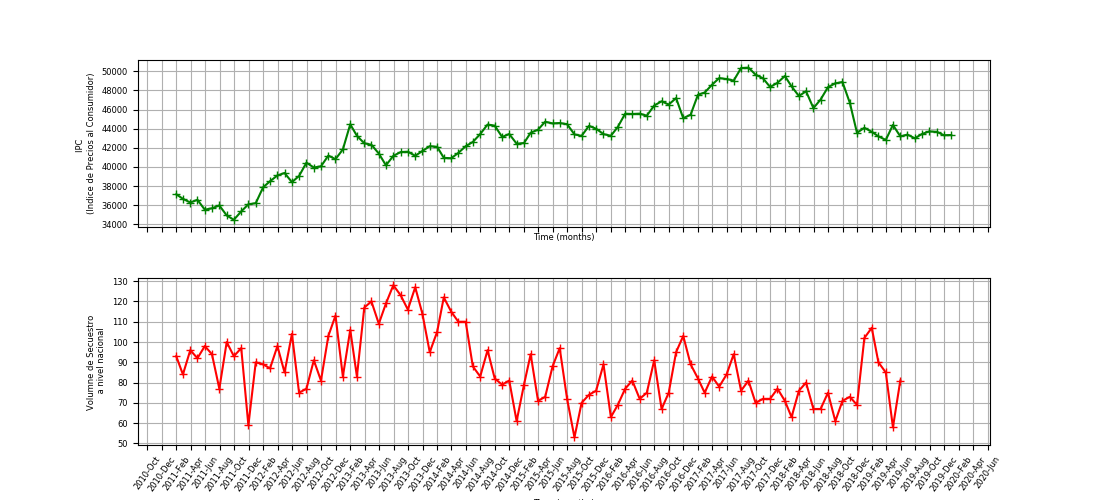 IPC
(Indice de Precios al Consumidor)
50000
48000
46000
44000
42000
40000
38000
36000
34000
Time (months)
Volumne de Secuestro
a nivel nacional
130
120
110
100
90
80
70
60
50
2010-Oct
2010-Dec
2011-Feb
2011-Apr
2011-Jun
2011-Aug
2011-Oct
2011-Dec
2012-Feb
2012-Apr
2012-Jun
2012-Aug
2012-Oct
2012-Dec
2013-Feb
2013-Apr
2013-Jun
2013-Aug
2013-Oct
2013-Dec
2014-Feb
2014-Apr
2014-Jun
2014-Aug
2014-Oct
2014-Dec
2015-Feb
2015-Apr
2015-Jun
2015-Aug
2015-Oct
2015-Dec
2016-Feb
2016-Apr
2016-Jun
2016-Aug
2016-Oct
2016-Dec
2017-Feb
2017-Apr
2017-Jun
2017-Aug
2017-Oct
2017-Dec
2018-Feb
2018-Apr
2018-Jun
2018-Aug
2018-Oct
2018-Dec
2019-Feb
2019-Apr
2019-Jun
2019-Aug
2019-Oct
2019-Dec
2020-Feb
2020-Apr
2020-Jun